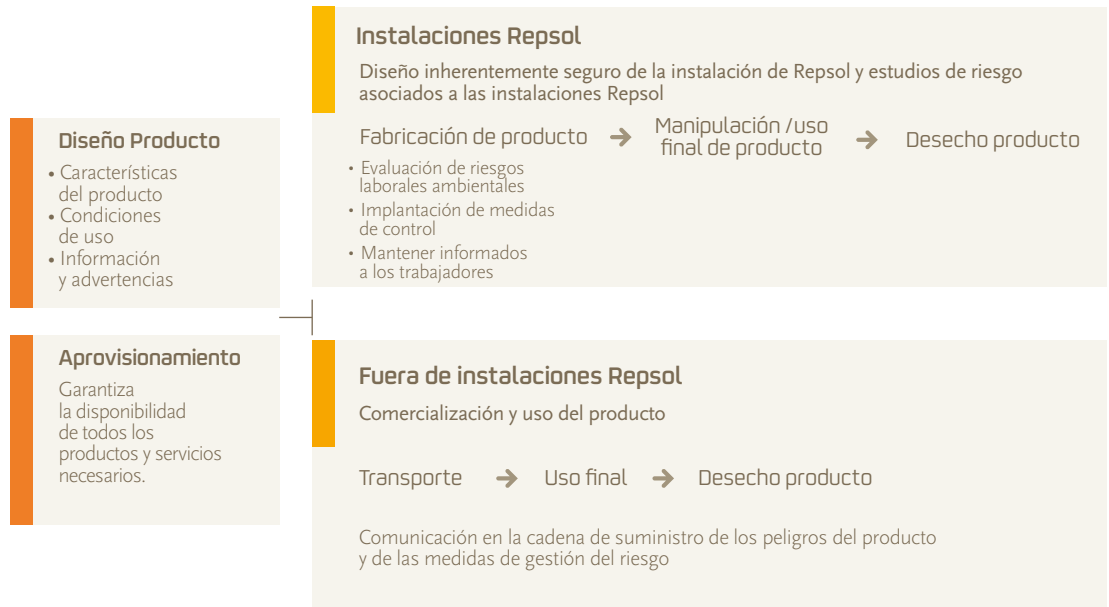 Diseño Producto
• Características
del producto
• Condiciones
de uso
• Información
y advertencias
Aprovisionamiento
Garantiza
la disponibilidad
de todos los
productos y servicios
necesarios.
Instalaciones Repsol
Diseño inherentemente seguro de la instalación de Repsol y estudios de riesgo
asociados a las instalaciones Repsol
Fabricación de producto → Manipulación /uso
final de producto → Desecho producto
• Evaluación de riesgos
laborales ambientales
• Implantación de medidas
de control
• Mantener informados
a los trabajadores
Fuera de instalaciones Repsol
Comercialización y uso del producto
Transporte → Uso final → Desecho producto
Comunicación en la cadena de suministro de los peligros del producto
y de las medidas de gestión del riesgo